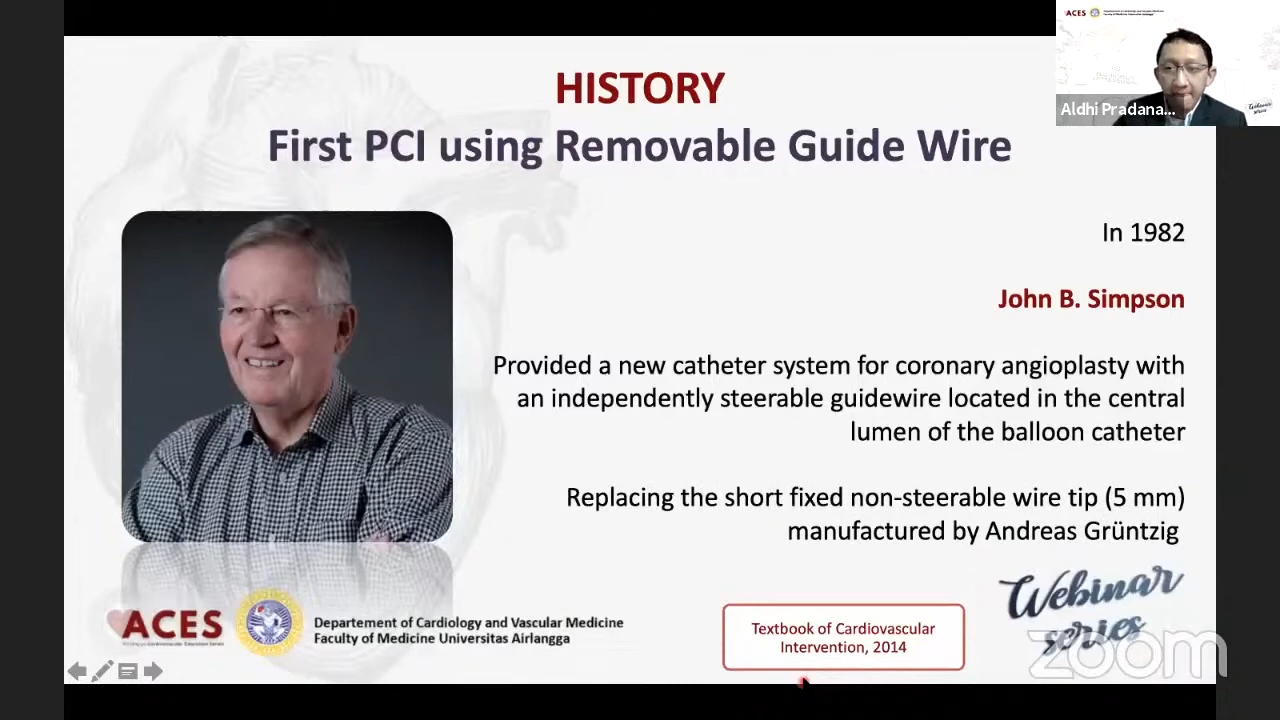 HISTORY
First PCI using Removable Guide Wire
In 1982
John B. Simpson
Provided a new catheter system for coronary angioplasty with
an independently steerable guidewire located in the central
lumen of the balloon catheter
Replacing the short fixed non-steerable wire tip (5 mm)
manufactured by Andreas Grüntzig
ACES
Departement of Cardiology and Vascular Medicine
Faculty of Medicine Universitas Airlangga
Textbook of Cardiovascular
Intervention, 2014
Webinar
series
zoom
ACES
Aldhi Pradana...
Webinar
series